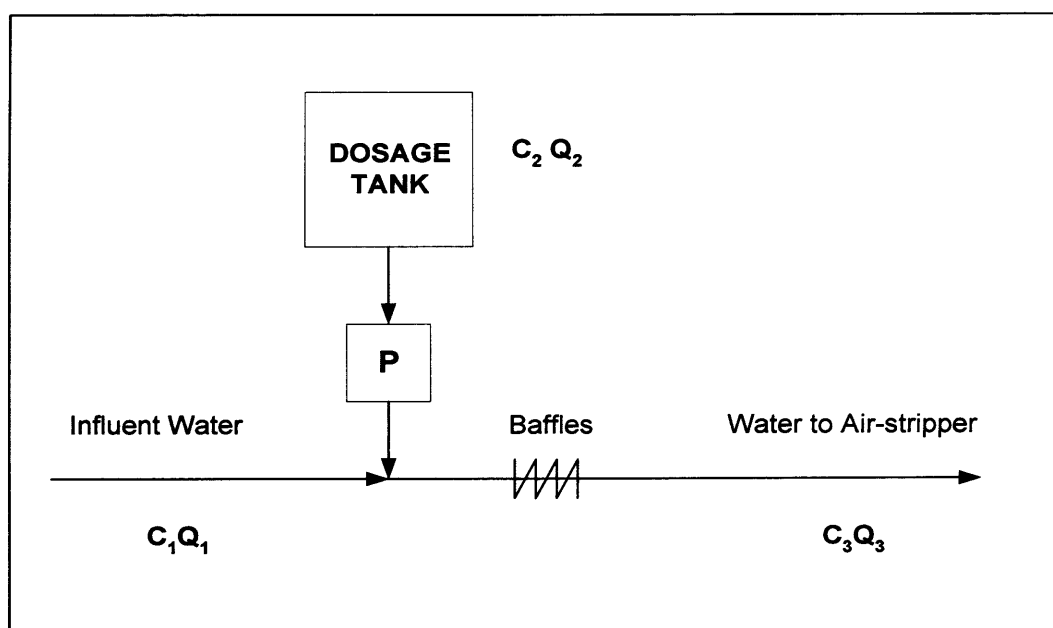 DOSAGE
TANK
C₂ Q₂
P
Influent Water
Baffles
Water to Air-stripper
C₁Q₁
C₃Q₃